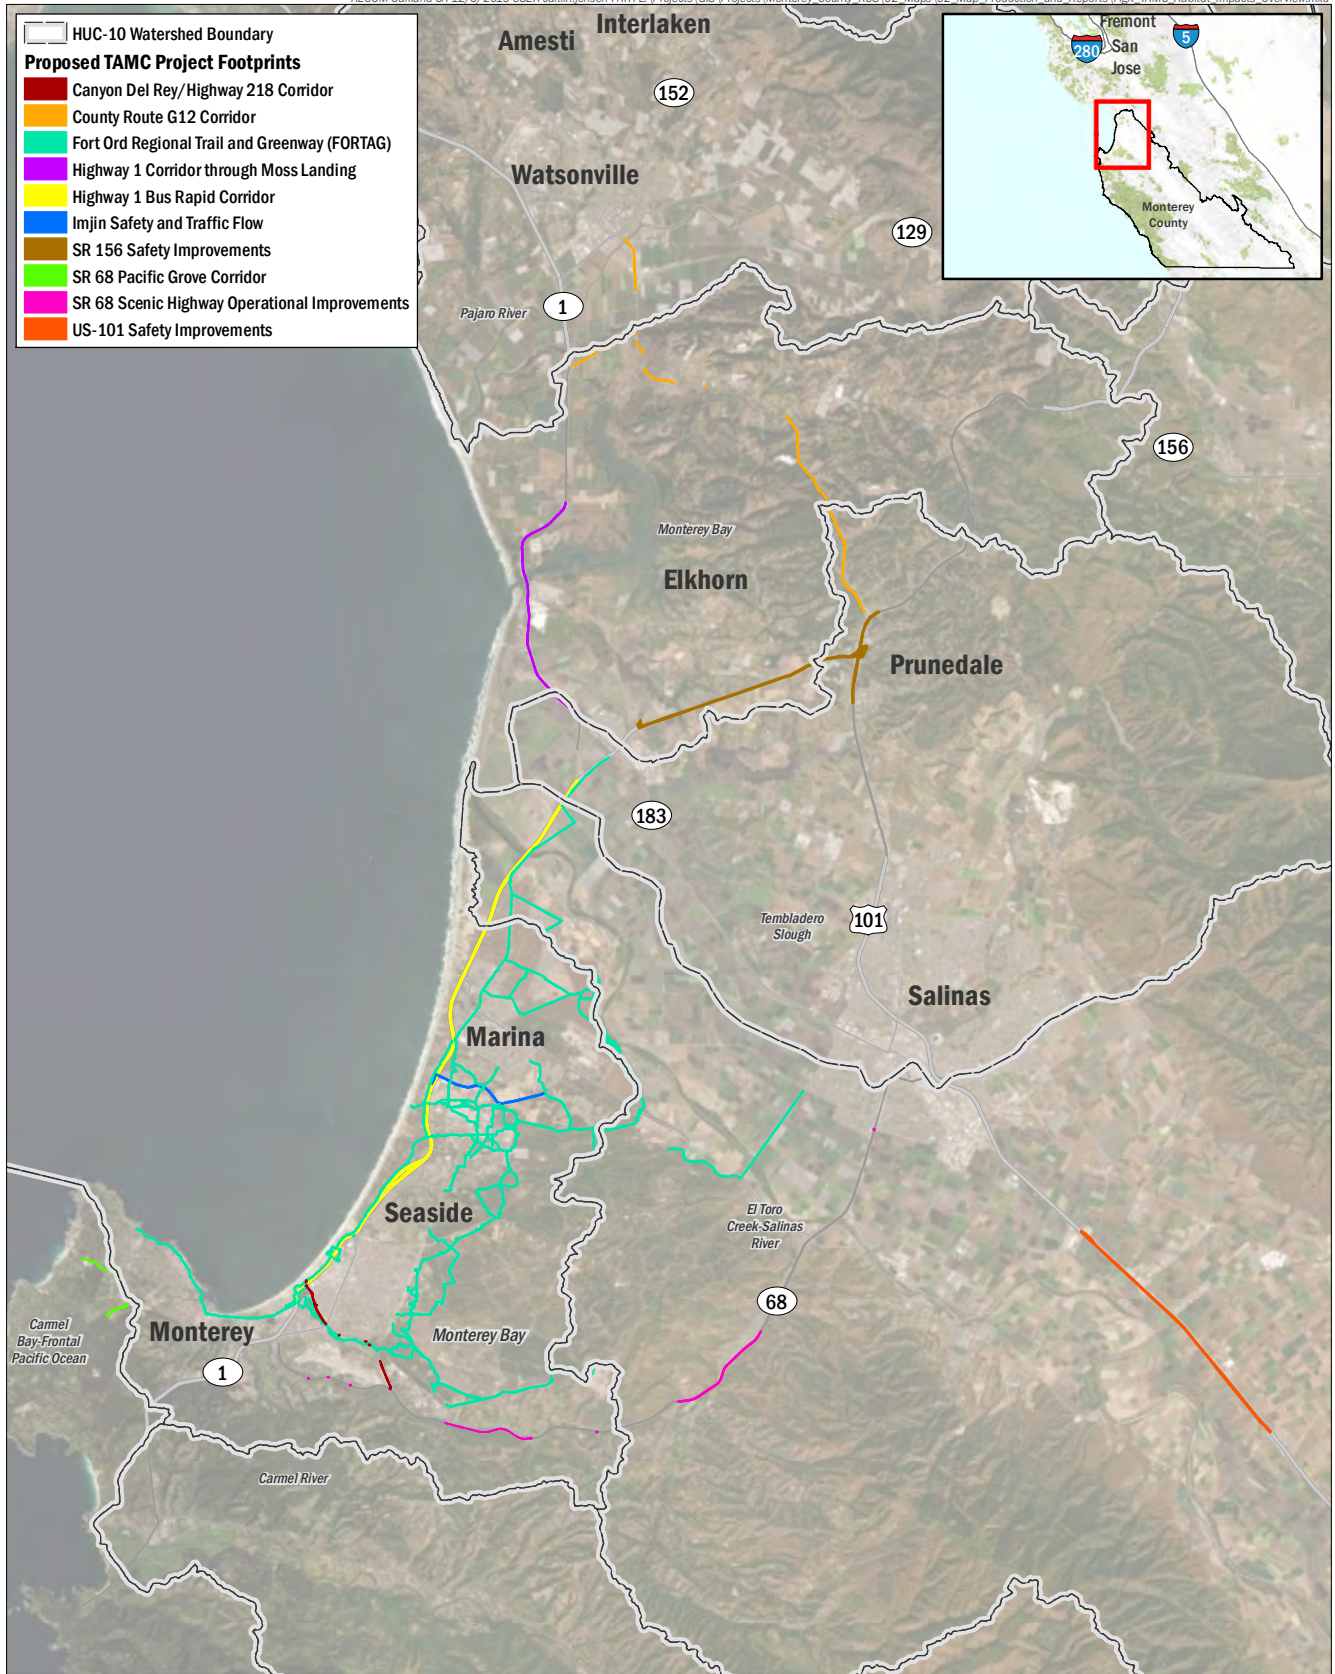 HUC-10 Watershed Boundary
Proposed TAMC Project Footprints
Canyon Del Rey/Highway 218 Corridor
County Route G12 Corridor
Fort Ord Regional Trail and Greenway (FORTAG)
Highway 1 Corridor through Moss Landing
Highway 1 Bus Rapid Corridor
Imjin Safety and Traffic Flow
SR 156 Safety Improvements
SR 68 Pacific Grove Corridor
SR 68 Scenic Highway Operational Improvements
US-101 Safety Improvements
Fremont
280
San
Jose
5
Monterey
County
Interlaken
Amesti
152
Watsonville
129
Pajaro River
1
156
Monterey Bay
Elkhorn
Prunedale
183
Tembladero
Slough
101
Salinas
Marina
Seaside
El Toro
Creek-Salinas
River
68
Carmel
Bay-Frontal
Pacific Ocean
Monterey
Monterey Bay
1
Carmel River